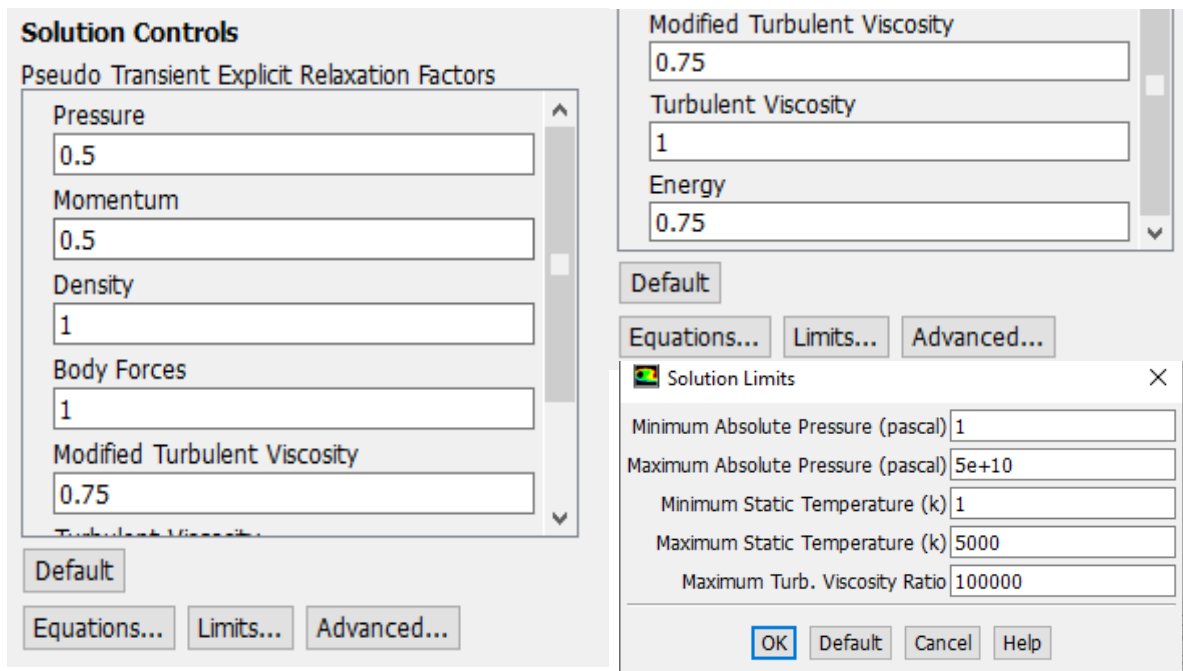 Solution Controls
Pseudo Transient Explicit Relaxation Factors
Pressure
0.5
Momentum
0.5
Density
1
Body Forces
1
Modified Turbulent Viscosity
0.75
Turbulent Viscosity
Default
Equations... Limits... Advanced...
Modified Turbulent Viscosity
0.75
Turbulent Viscosity
1
Energy
0.75
Default
Equations... Limits... Advanced...
Solution Limits
Minimum Absolute Pressure (pascal) 1
Maximum Absolute Pressure (pascal) 5e+10
Minimum Static Temperature (k) 1
Maximum Static Temperature (k) 5000
Maximum Turb. Viscosity Ratio 100000
OK Default Cancel Help